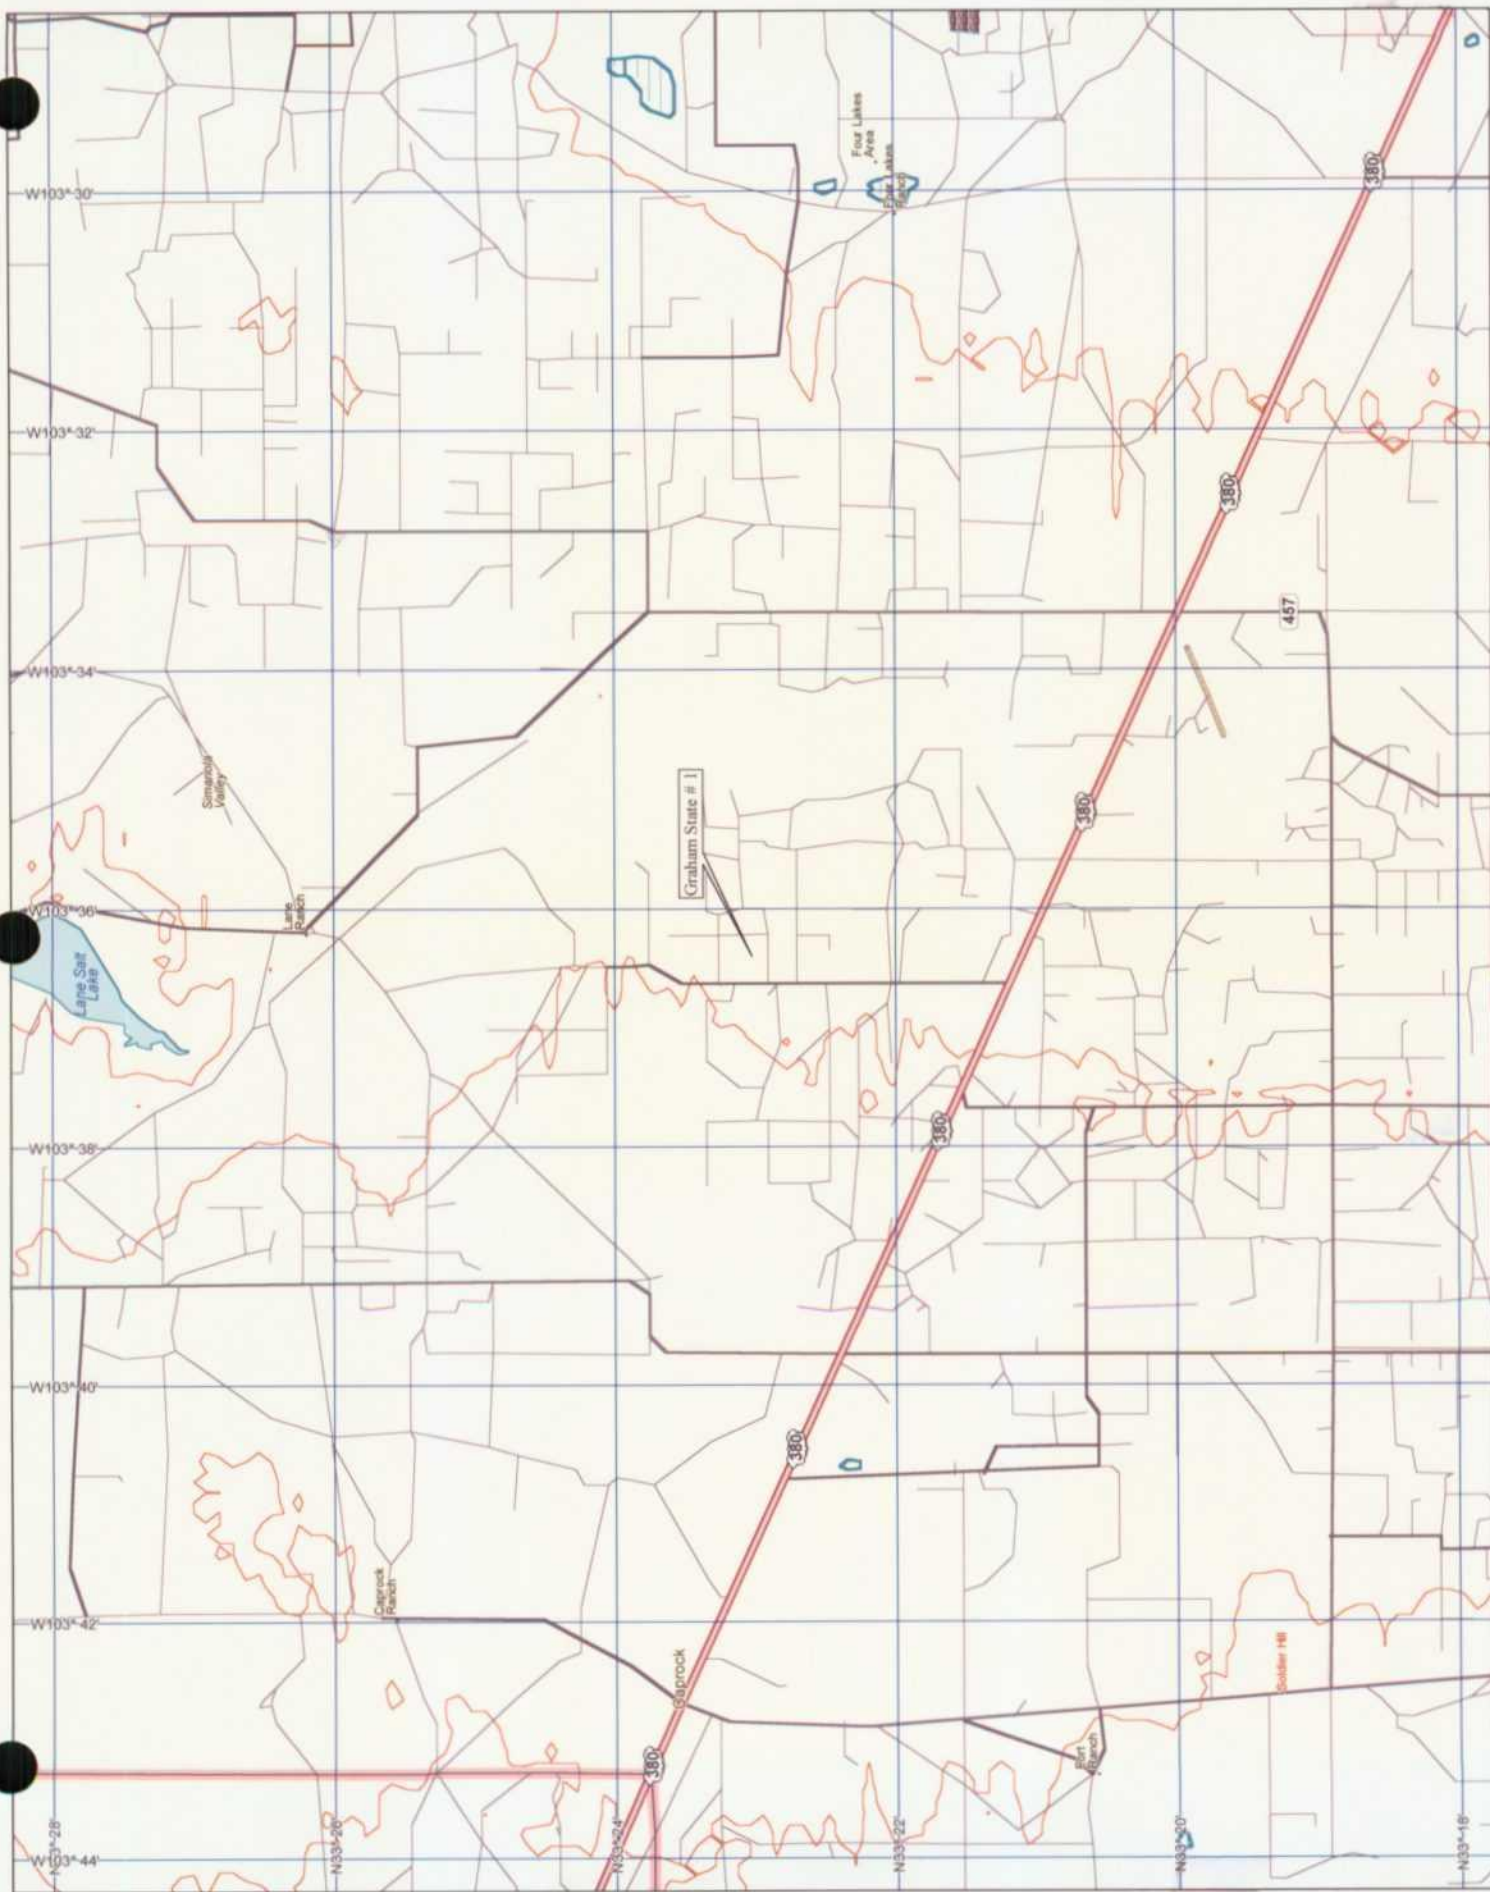 W103° 30'
W103° 32'
W103° 34'
W103° 36'
W103° 38'
W103° 40'
W103° 42'
W103° 44'
N33° 28'
N33° 26'
N33° 24'
N33° 22'
N33° 20'
N33° 18'
Four Lakes
Area
Four Lakes
Ranch
380
380
380
380
380
380
457
Simanola
Valley
Lane
Ranch
Lane Salt
Lake
Graham State # 1
Caprock
Ranch
Caprock
Soldier Hill
Ranch